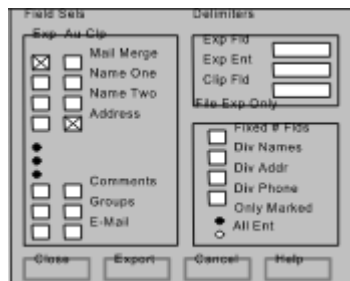 Field Sets
Delimiters
Exp Au Clp
Mail Merge
Name One
Name Two
Address
Comments
Groups
E-Mail
Exp Fld
Exp Ent
Clip Fld
File Exp Only
Fixed # Flds
Div Names
Div Addr
Div Phone
Only Marked
All Ent
Close
Export
Cancel
Help